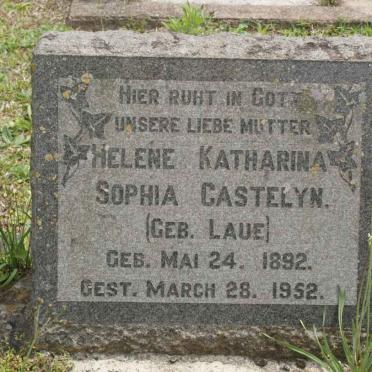 HIER RUHT IN GOTT
UNSERE LIEBE MUTTER
HELENE KATHARINA
SOPHIA CASTELYN.
(GEB. LAUE)
GEB. MAI 24. 1892.
GEST. MARCH 28. 1952.